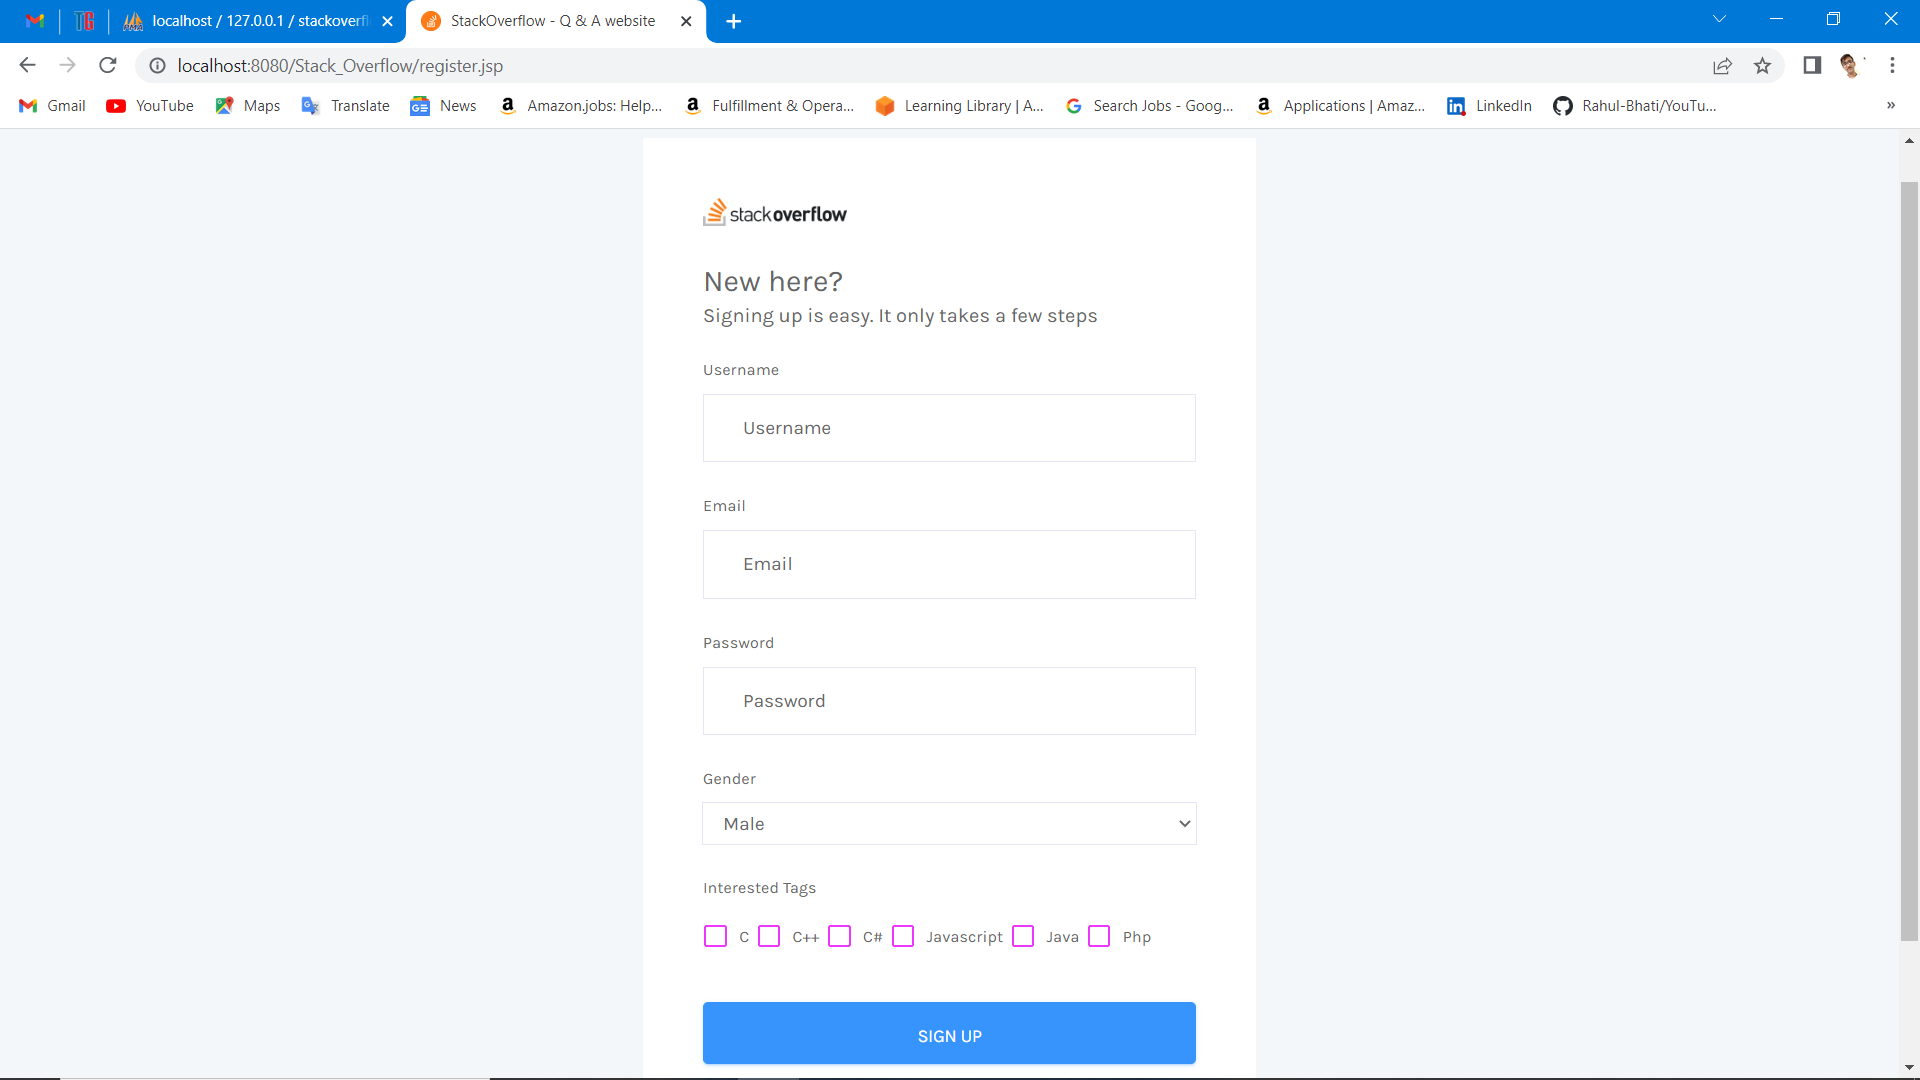 localhost / 127.0.0.1 / stackoverfl
StackOverflow - Q & A website
localhost:8080/Stack_Overflow/register.jsp
Gmail YouTube Maps Translate News Amazon.jobs: Help... Fulfillment & Opera... Learning Library | A... Search Jobs - Goog... Applications | Amaz... LinkedIn Rahul-Bhati/YouTu... »
stackoverflow
New here?
Signing up is easy. It only takes a few steps
Username
Username
Email
Email
Password
Password
Gender
Male
Interested Tags
C C++ C# Javascript Java Php
SIGN UP